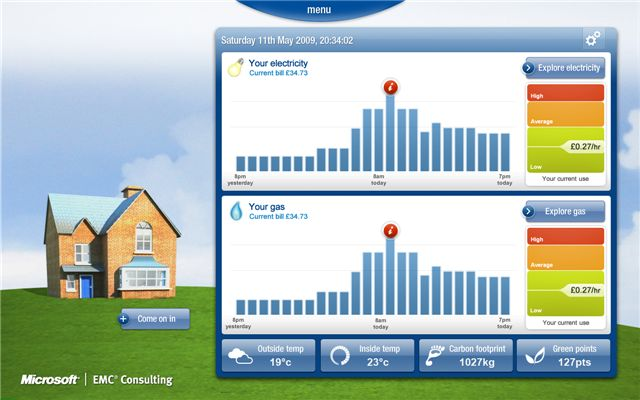 menu
Saturday 11th May 2009, 20:34:02
Your electricity
Current bill £34.73
Explore electricity
High
Average
£0.27/hr
Low
Your current use
8pm
yesterday
8am
today
7pm
today
Your gas
Current bill £34.73
Explore gas
High
Average
£0.27/hr
Low
Your current use
8pm
yesterday
8am
today
7pm
today
Come on in
Outside temp
19°c
Inside temp
23°c
Carbon footprint
1027kg
Green points
127pts
Microsoft | EMC² Consulting